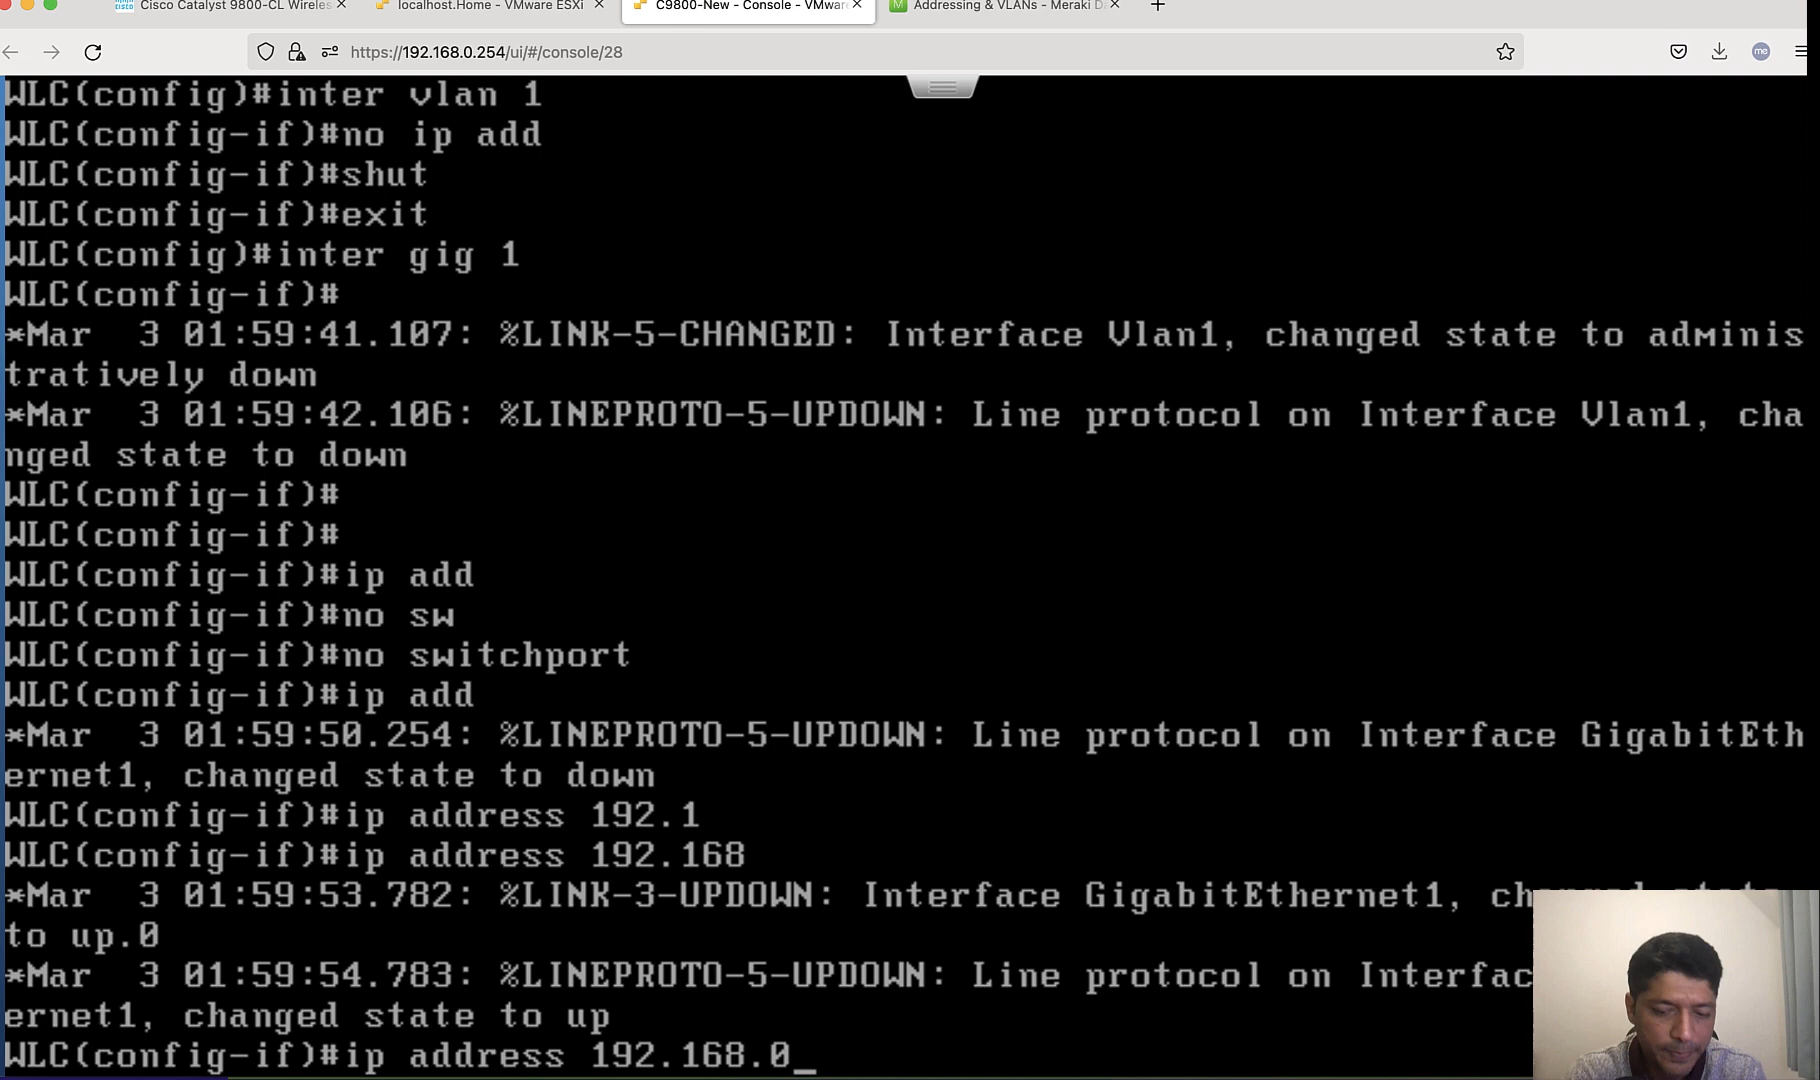 Cisco Catalyst 9800-CL Wireles
localhost.Home - VMware ESXi
C9800-New - Console - VMwar
Addressing & VLANs - Meraki D
https://192.168.0.254/ui/#/console/28
me
WLC(config)#inter vlan 1
WLC(config-if)#no ip add
WLC(config-if)#shut
WLC(config-if)#exit
WLC(config)#inter gig 1
WLC(config-if)#
*Mar  3 01:59:41.107: %LINK-5-CHANGED: Interface Vlan1, changed state to adminis
tratively down
*Mar  3 01:59:42.106: %LINEPROTO-5-UPDOWN: Line protocol on Interface Vlan1, cha
nged state to down
WLC(config-if)#
WLC(config-if)#
WLC(config-if)#ip add
WLC(config-if)#no sw
WLC(config-if)#no switchport
WLC(config-if)#ip add
*Mar  3 01:59:50.254: %LINEPROTO-5-UPDOWN: Line protocol on Interface GigabitEth
ernet1, changed state to down
WLC(config-if)#ip address 192.1
WLC(config-if)#ip address 192.168
*Mar  3 01:59:53.782: %LINK-3-UPDOWN: Interface GigabitEthernet1, ch
to up.0
*Mar  3 01:59:54.783: %LINEPROTO-5-UPDOWN: Line protocol on Interfac
ernet1, changed state to up
WLC(config-if)#ip address 192.168.0_